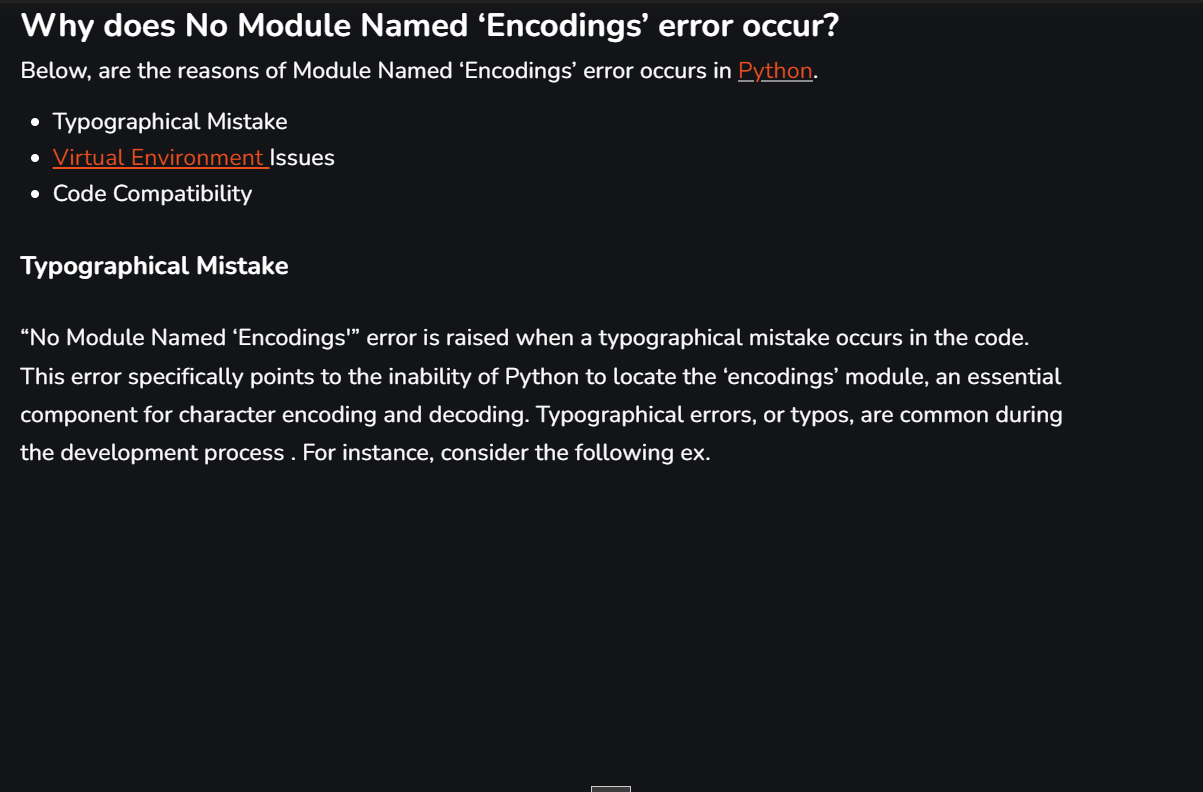 Why does No Module Named ‘Encodings’ error occur?
Below, are the reasons of Module Named ‘Encodings’ error occurs in Python.
• Typographical Mistake
• Virtual Environment Issues
• Code Compatibility
Typographical Mistake
“No Module Named ‘Encodings'” error is raised when a typographical mistake occurs in the code.
This error specifically points to the inability of Python to locate the ‘encodings’ module, an essential
component for character encoding and decoding. Typographical errors, or typos, are common during
the development process . For instance, consider the following ex.